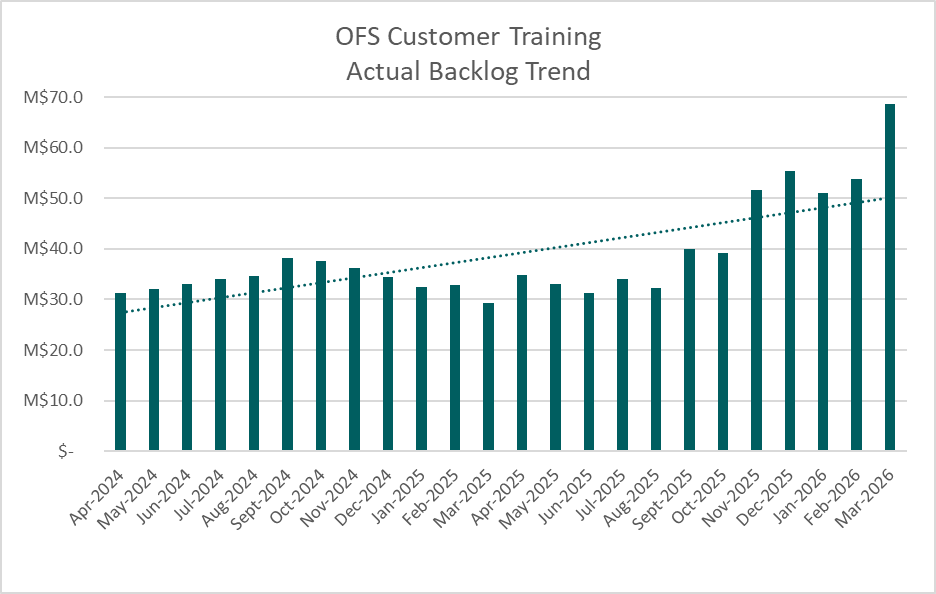 OFS Customer Training
Actual Backlog Trend
M$70.0
M$60.0
M$50.0
M$40.0
M$30.0
M$20.0
M$10.0
$-
Apr-2024
May-2024
Jun-2024
Jul-2024
Aug-2024
Sept-2024
Oct-2024
Nov-2024
Dec-2024
Jan-2025
Feb-2025
Mar-2025
Apr-2025
May-2025
Jun-2025
Jul-2025
Aug-2025
Sept-2025
Oct-2025
Nov-2025
Dec-2025
Jan-2026
Feb-2026
Mar-2026